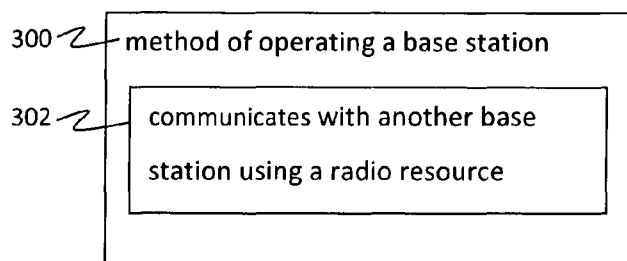 300 method of operating a base station
302 communicates with another base
station using a radio resource